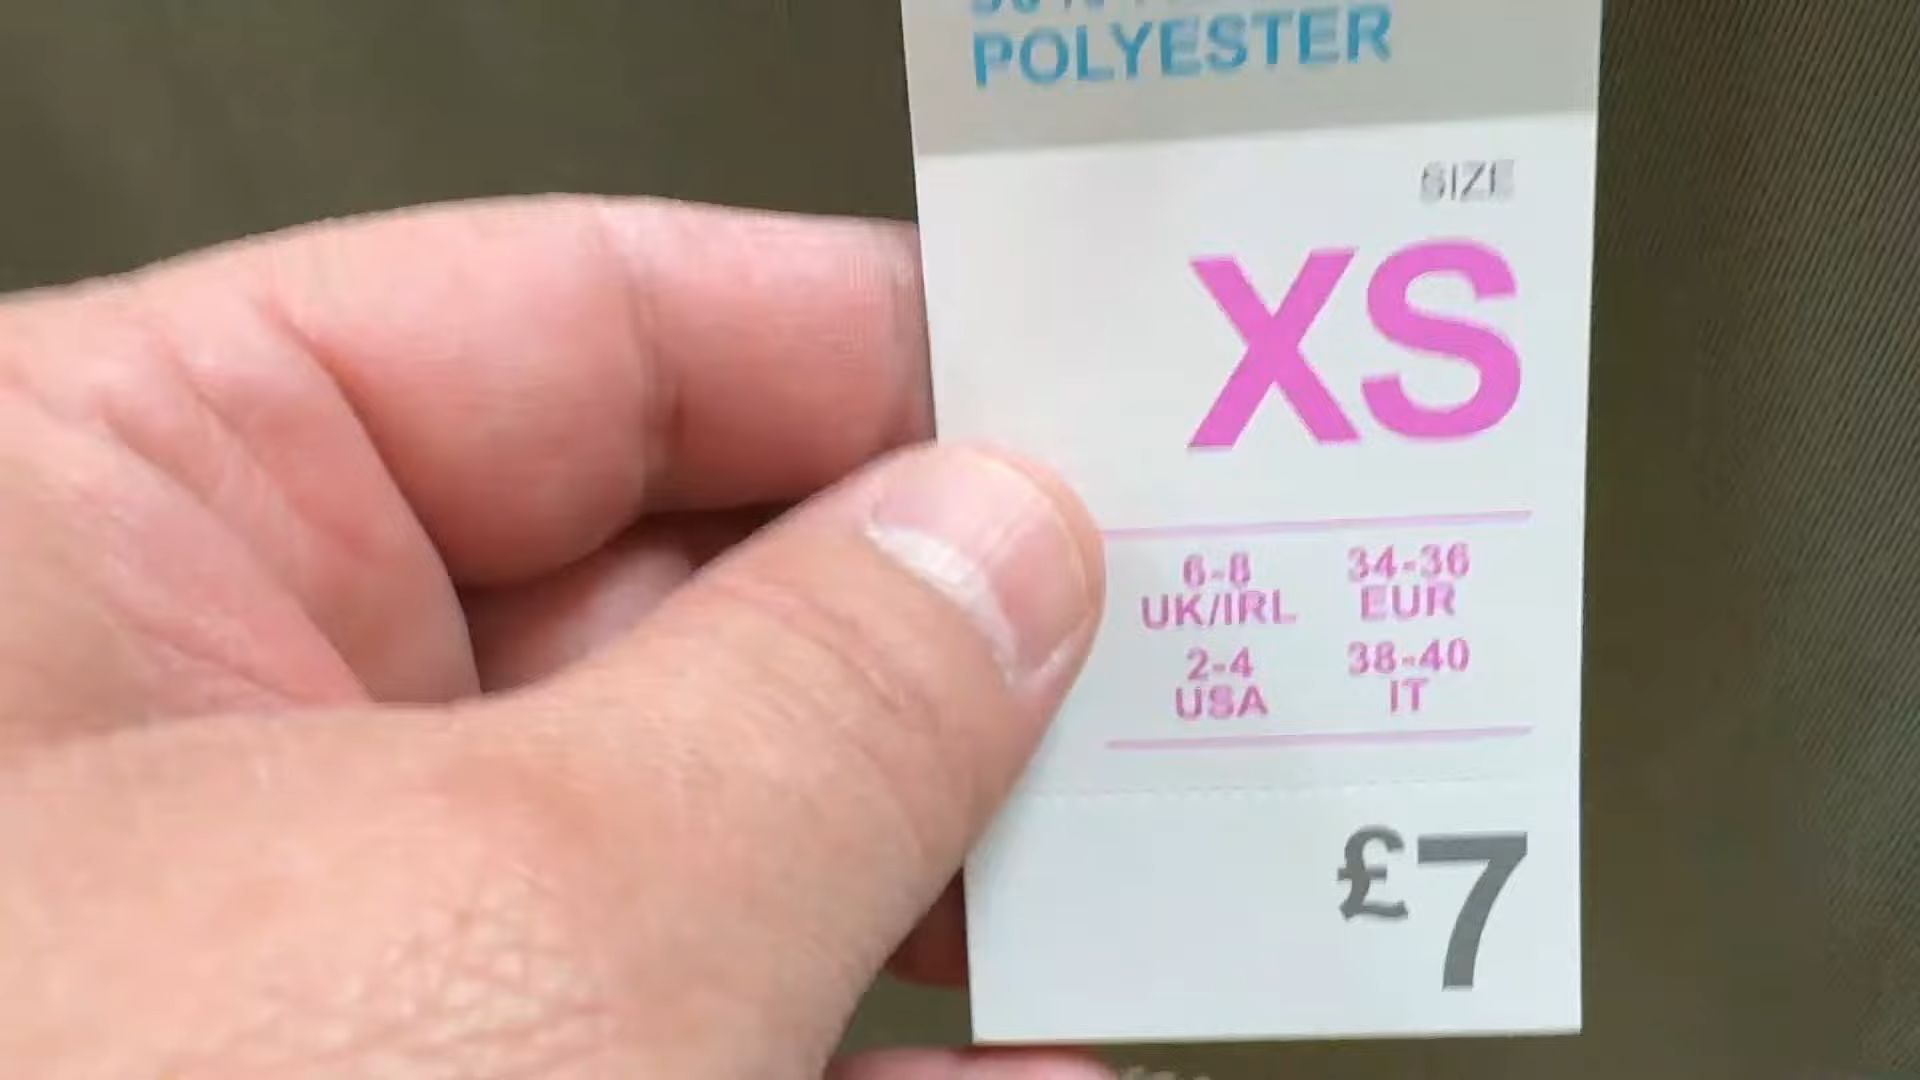 POLYESTER
SIZE
XS
6-8 34-36
UK/IRL EUR
2-4 38-40
USA IT
£7